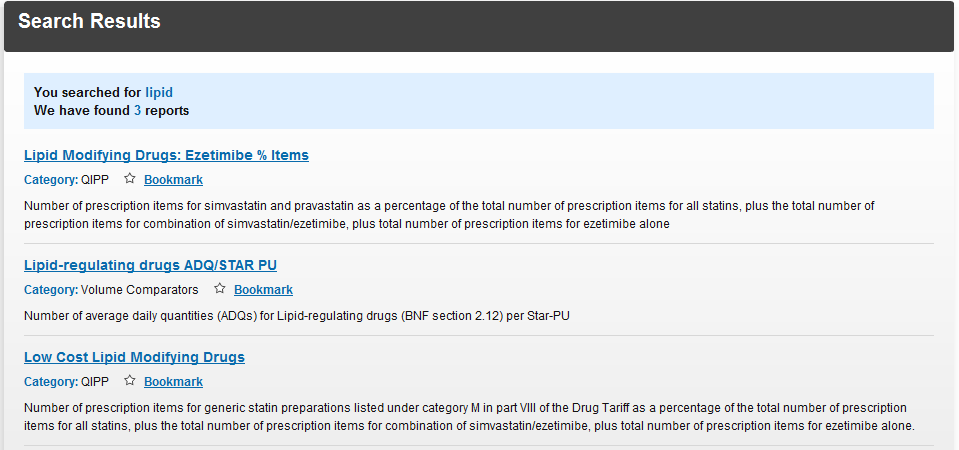 Search Results
You searched for lipid
We have found 3 reports
Lipid Modifying Drugs: Ezetimibe % Items
Category: QIPP ☆ Bookmark
Number of prescription items for simvastatin and pravastatin as a percentage of the total number of prescription items for all statins, plus the total number of
prescription items for combination of simvastatin/ezetimibe, plus total number of prescription items for ezetimibe alone
Lipid-regulating drugs ADQ/STAR PU
Category: Volume Comparators ☆ Bookmark
Number of average daily quantities (ADQs) for Lipid-regulating drugs (BNF section 2.12) per Star-PU
Low Cost Lipid Modifying Drugs
Category: QIPP ☆ Bookmark
Number of prescription items for generic statin preparations listed under category M in part VIII of the Drug Tariff as a percentage of the total number of prescription
items for all statins, plus the total number of prescription items for combination of simvastatin/ezetimibe, plus total number of prescription items for ezetimibe alone.